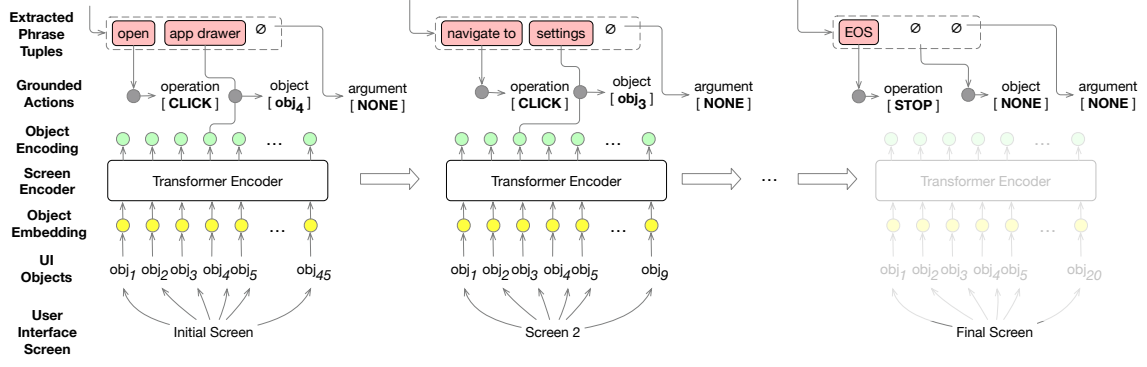 Extracted
Phrase
Tuples
open app drawer ∅
navigate to settings ∅
EOS ∅ ∅
Grounded
Actions
operation
[ CLICK ]
object
[ obj4 ]
argument
[ NONE ]
operation
[ CLICK ]
object
[ obj3 ]
argument
[ NONE ]
operation
[ STOP ]
object
[ NONE ]
argument
[ NONE ]
Object
Encoding
...
...
...
Screen
Encoder
Transformer Encoder
Transformer Encoder
...
Transformer Encoder
Object
Embedding
...
...
...
UI
Objects
obj1 obj2 obj3 obj4 obj5 obj45
obj1 obj2 obj3 obj4 obj5 obj9
obj1 obj2 obj3 obj4 obj5 obj20
User
Interface
Screen
Initial Screen
Screen 2
Final Screen